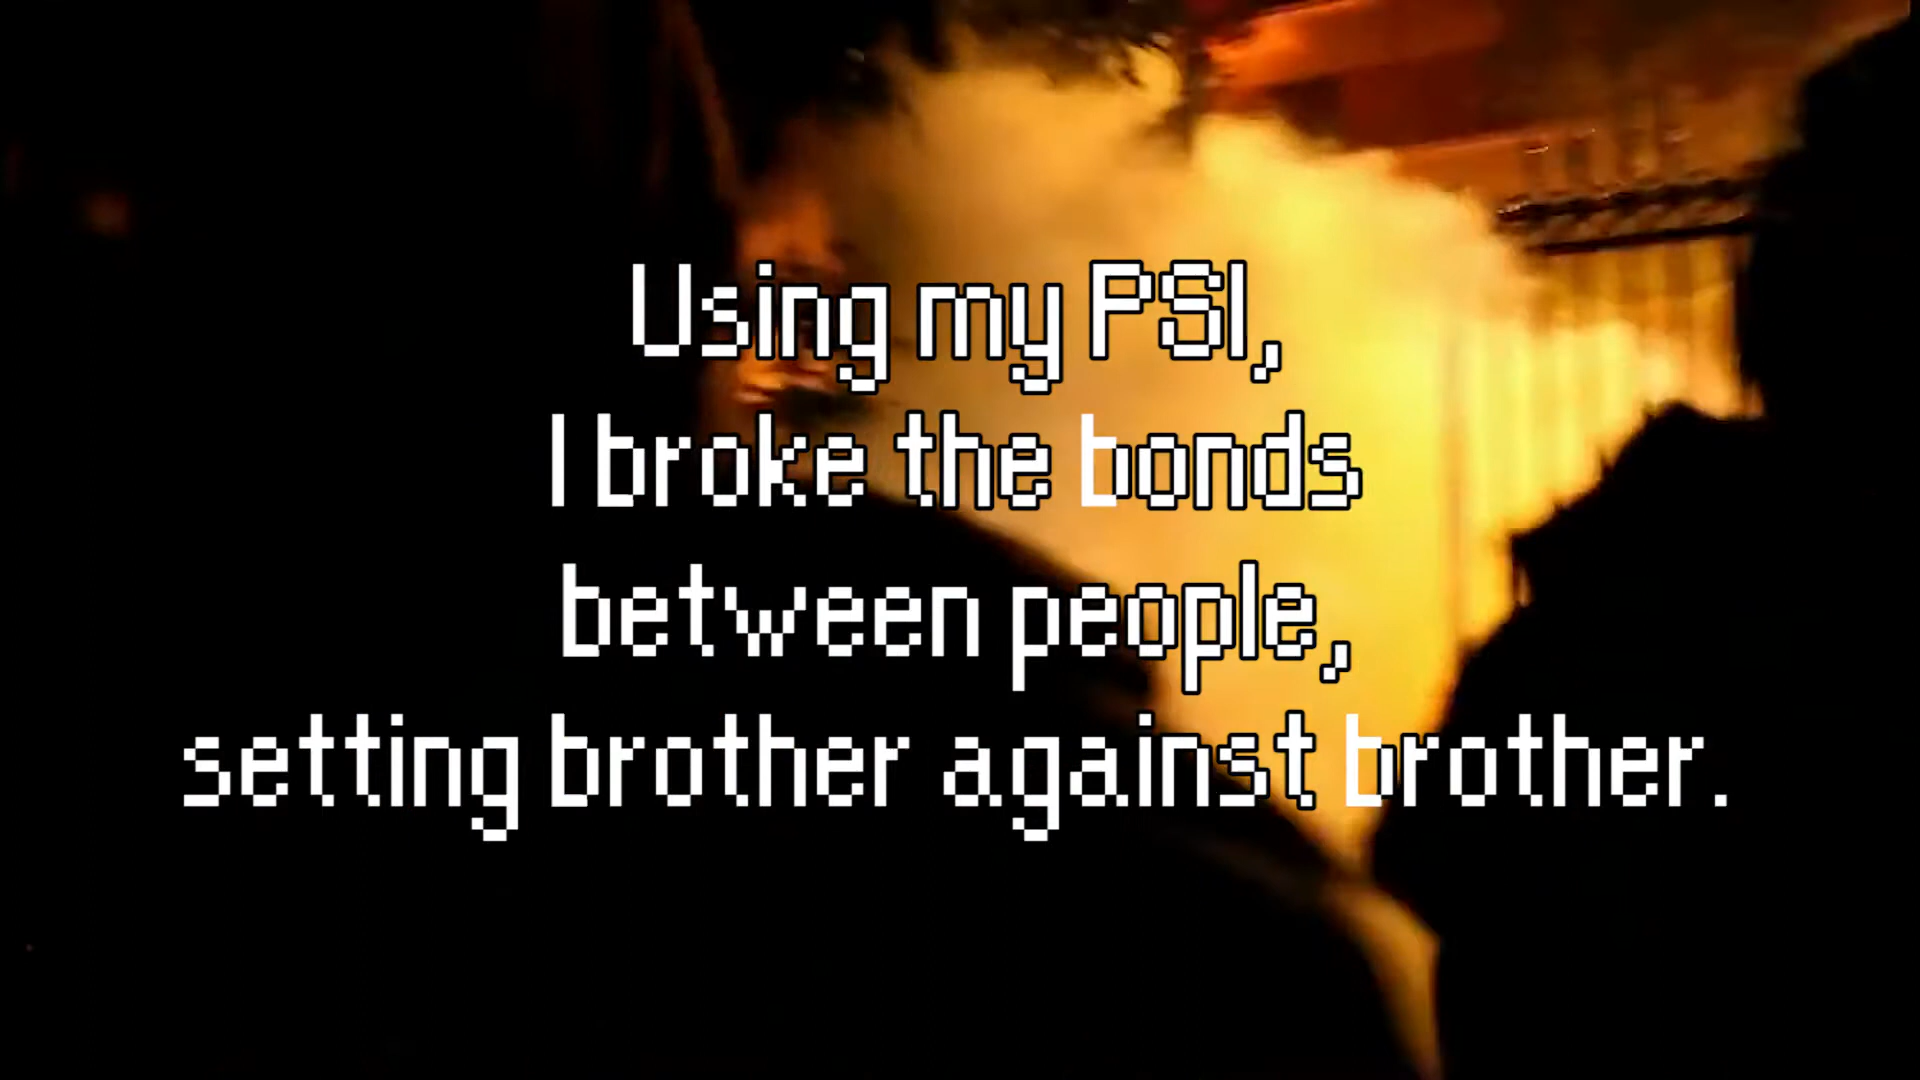 Using my PSI,
I broke the bonds
between people,
setting brother against brother.